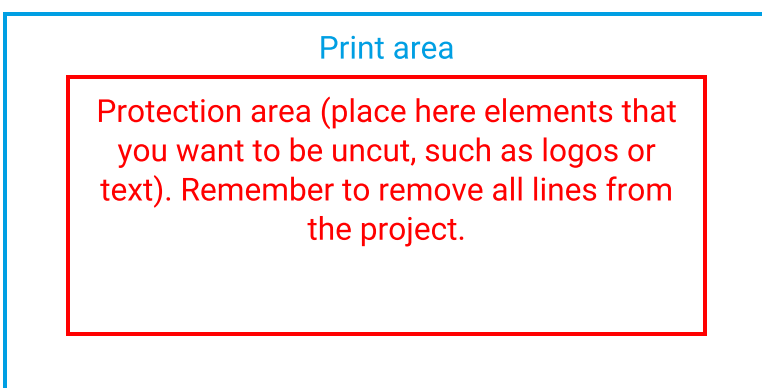 Print area
Protection area (place here elements that
you want to be uncut, such as logos or
text). Remember to remove all lines from
the project.